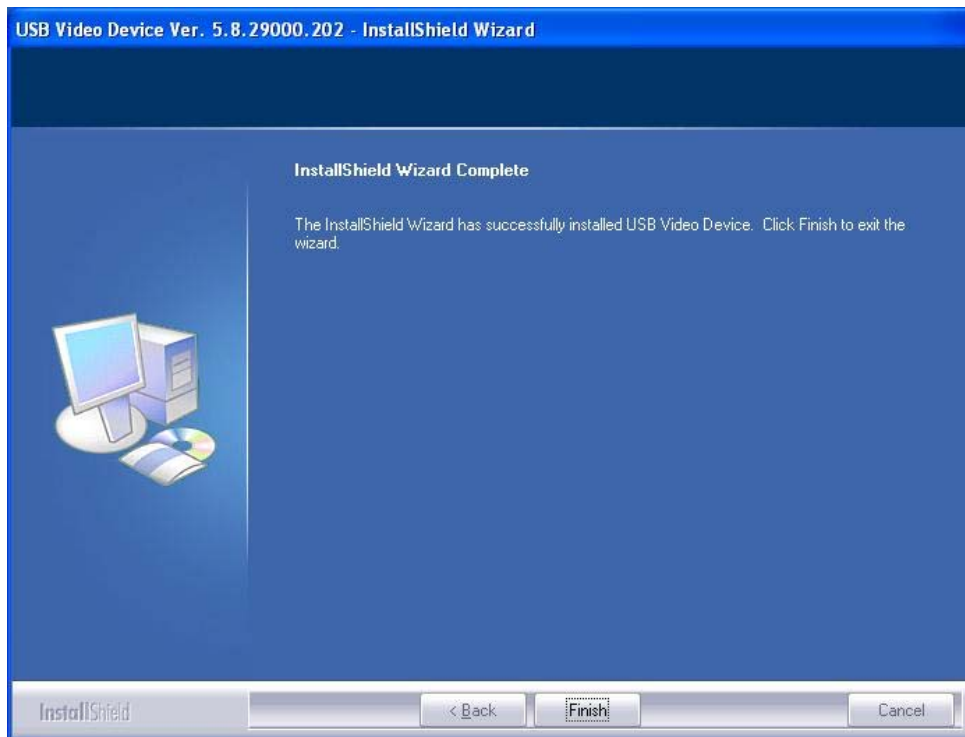 USB Video Device Ver. 5.8.29000.202 - InstallShield Wizard
InstallShield Wizard Complete
The InstallShield Wizard has successfully installed USB Video Device. Click Finish to exit the
wizard.
InstallShield
< Back
Finish
Cancel